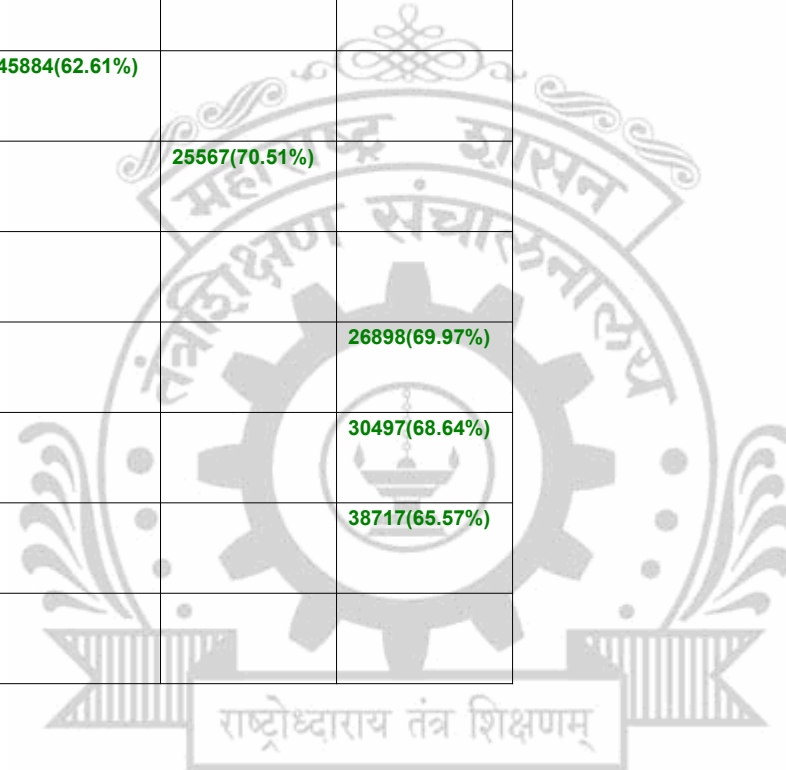 45884(62.61%)
25567(70.51%)
26898(69.97%)
30497(68.64%)
38717(65.57%)
महाराष्ट्र शासन
तंत्रशिक्षण संचालनालय
राष्ट्रोध्दाराय तंत्र शिक्षणम्